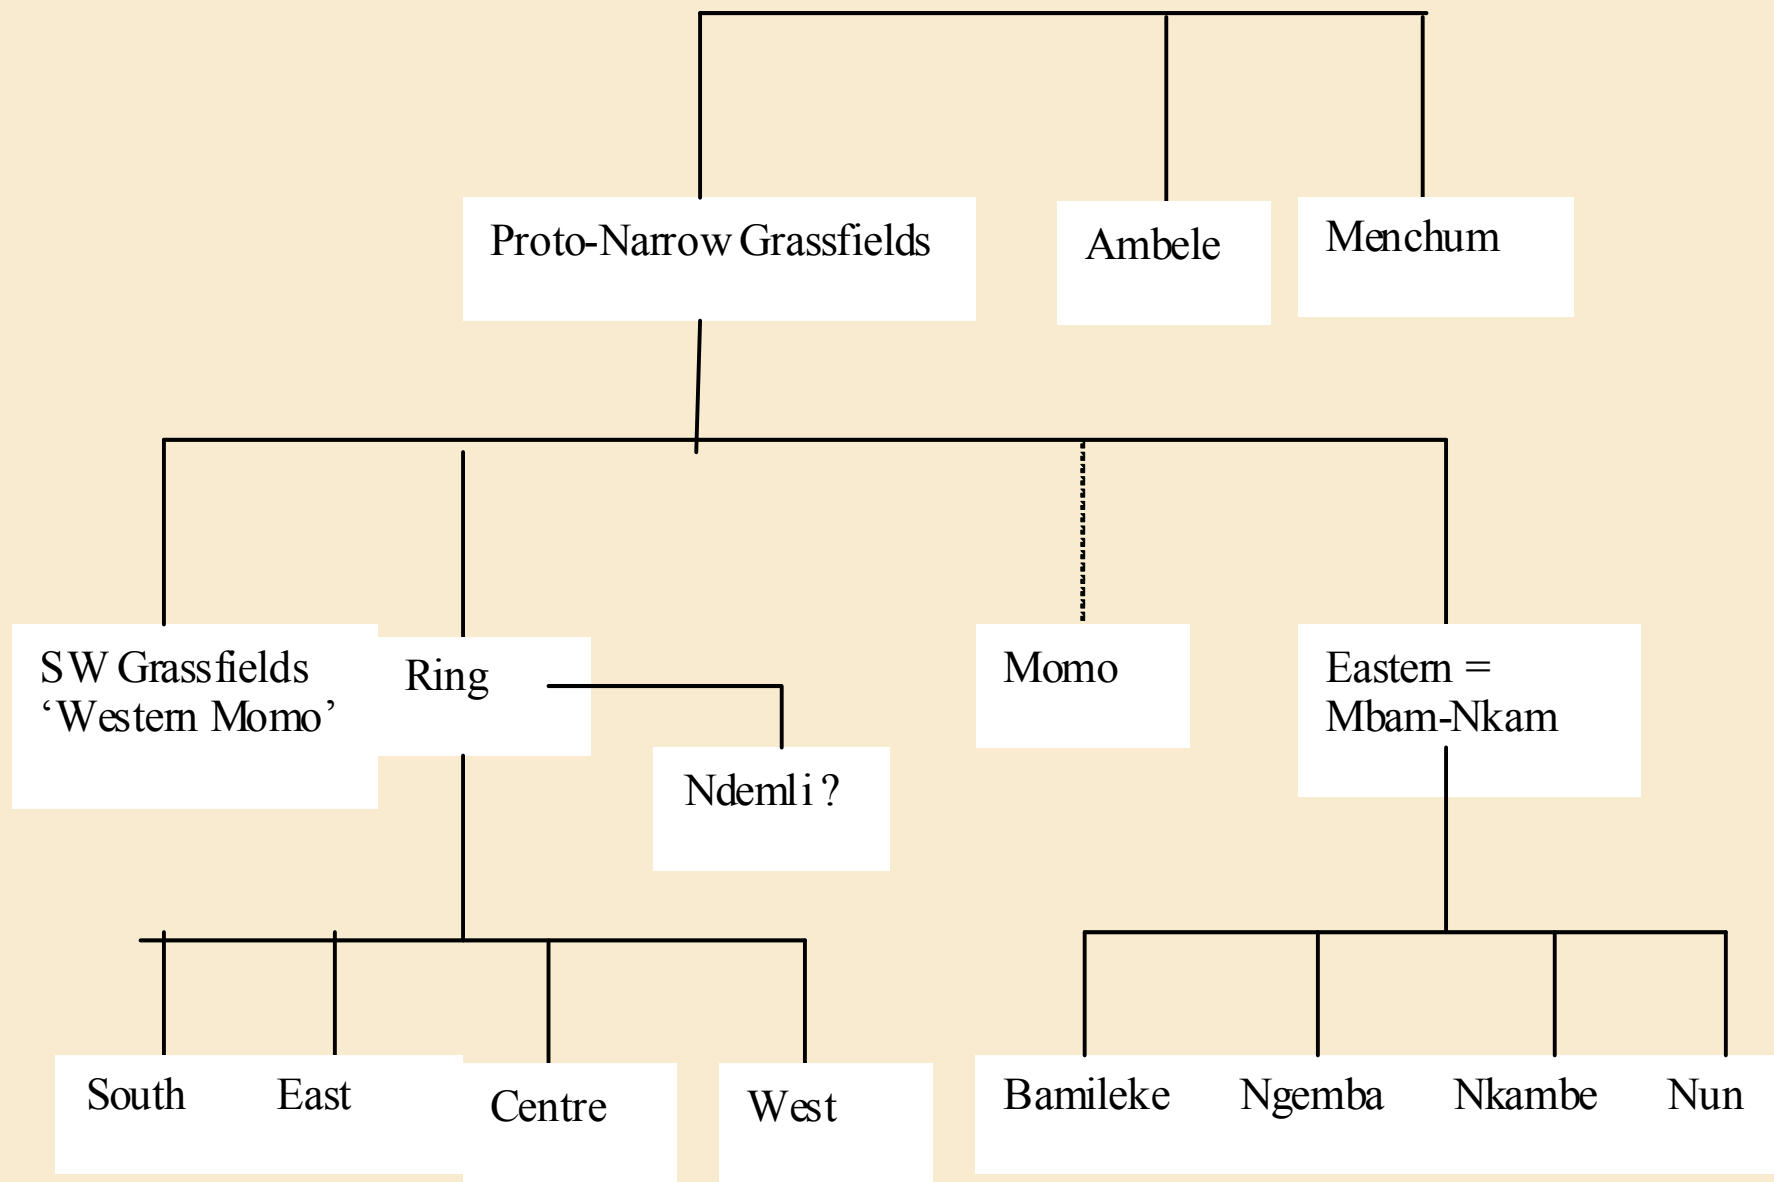 Proto-Narrow Grassfields
Ambele
Menchum
SW Grassfields
‘Western Momo’
Ring
Ndemli ?
Momo
Eastern =
Mbam-Nkam
South
East
Centre
West
Bamileke
Ngemba
Nkambe
Nun